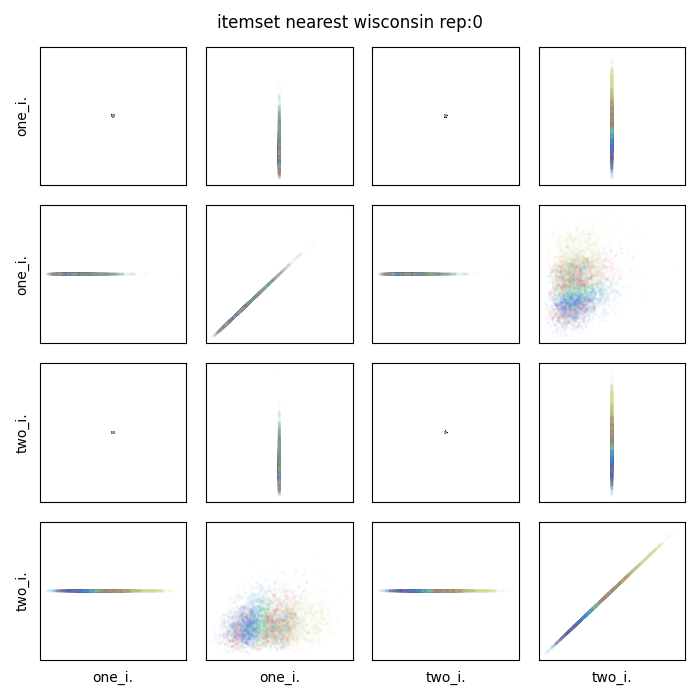 itemset nearest wisconsin rep:0
one_i.
one_i.
two_i.
two_i.
one_i.
one_i.
two_i.
two_i.